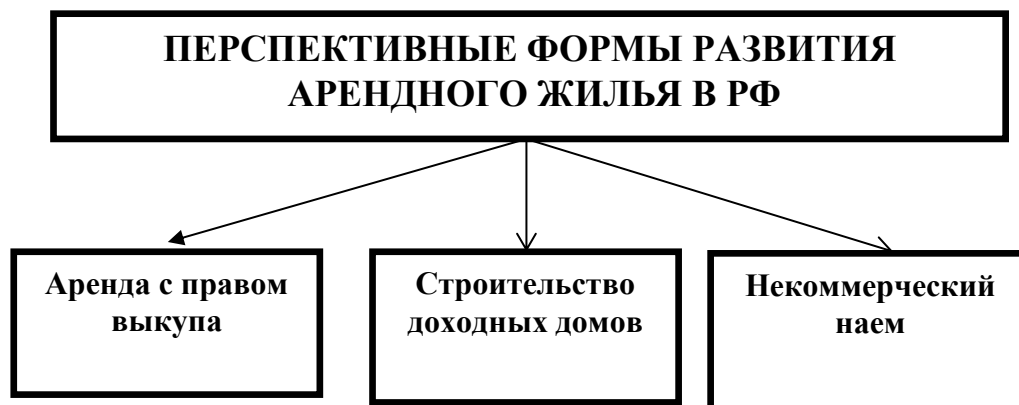 ПЕРСПЕКТИВНЫЕ ФОРМЫ РАЗВИТИЯ
АРЕНДНОГО ЖИЛЬЯ В РФ
Аренда с правом
выкупа
Строительство
доходных домов
Некоммерческий
наем